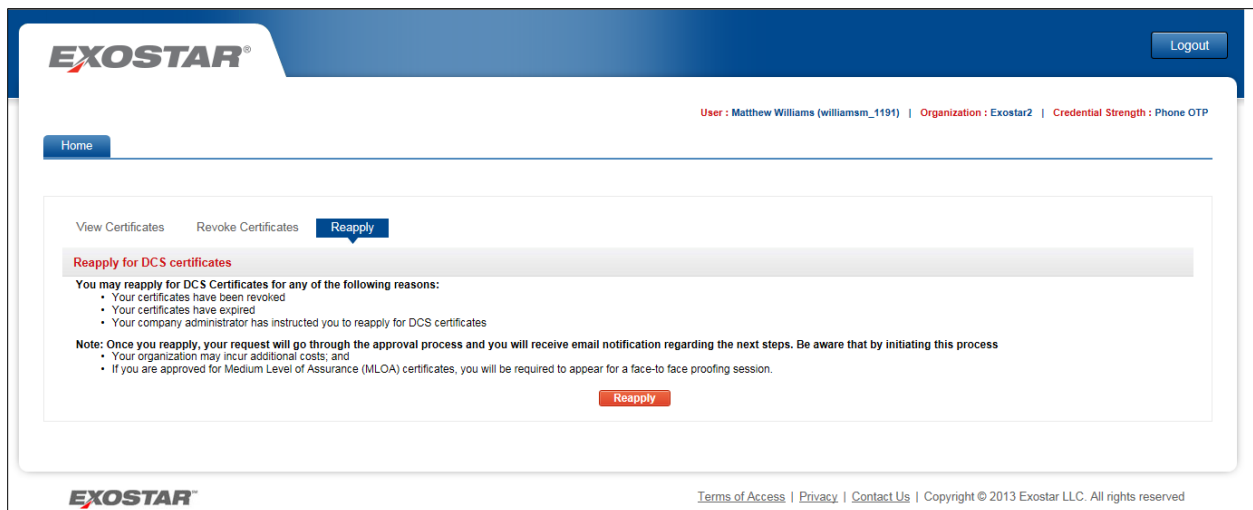 EXOSTAR®
Logout
User : Matthew Williams (williamsm_1191) | Organization : Exostar2 | Credential Strength : Phone OTP
Home
View Certificates Revoke Certificates Reapply
Reapply for DCS certificates
You may reapply for DCS Certificates for any of the following reasons:
• Your certificates have been revoked
• Your certificates have expired
• Your company administrator has instructed you to reapply for DCS certificates
Note: Once you reapply, your request will go through the approval process and you will receive email notification regarding the next steps. Be aware that by initiating this process
• Your organization may incur additional costs; and
• If you are approved for Medium Level of Assurance (MLOA) certificates, you will be required to appear for a face-to face proofing session.
Reapply
EXOSTAR™ Terms of Access | Privacy | Contact Us | Copyright © 2013 Exostar LLC. All rights reserved